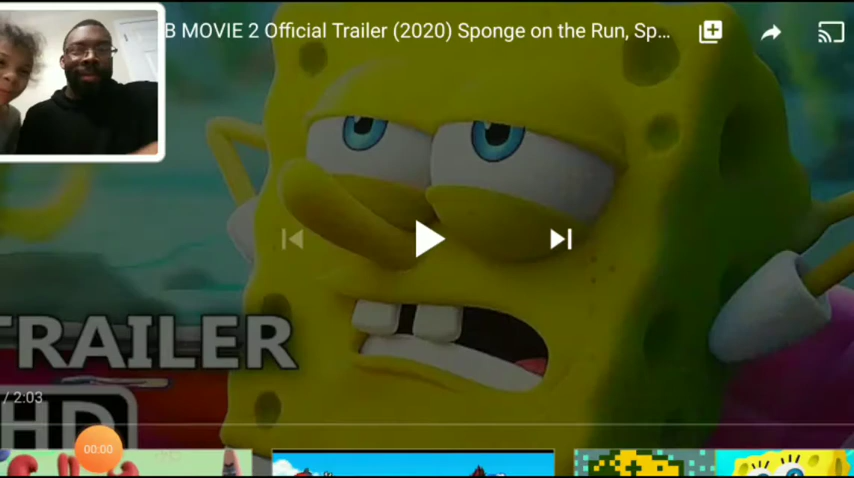 B MOVIE 2 Official Trailer (2020) Sponge on the Run, Sp...
TRAILER
/ 2:03
HD
00:00